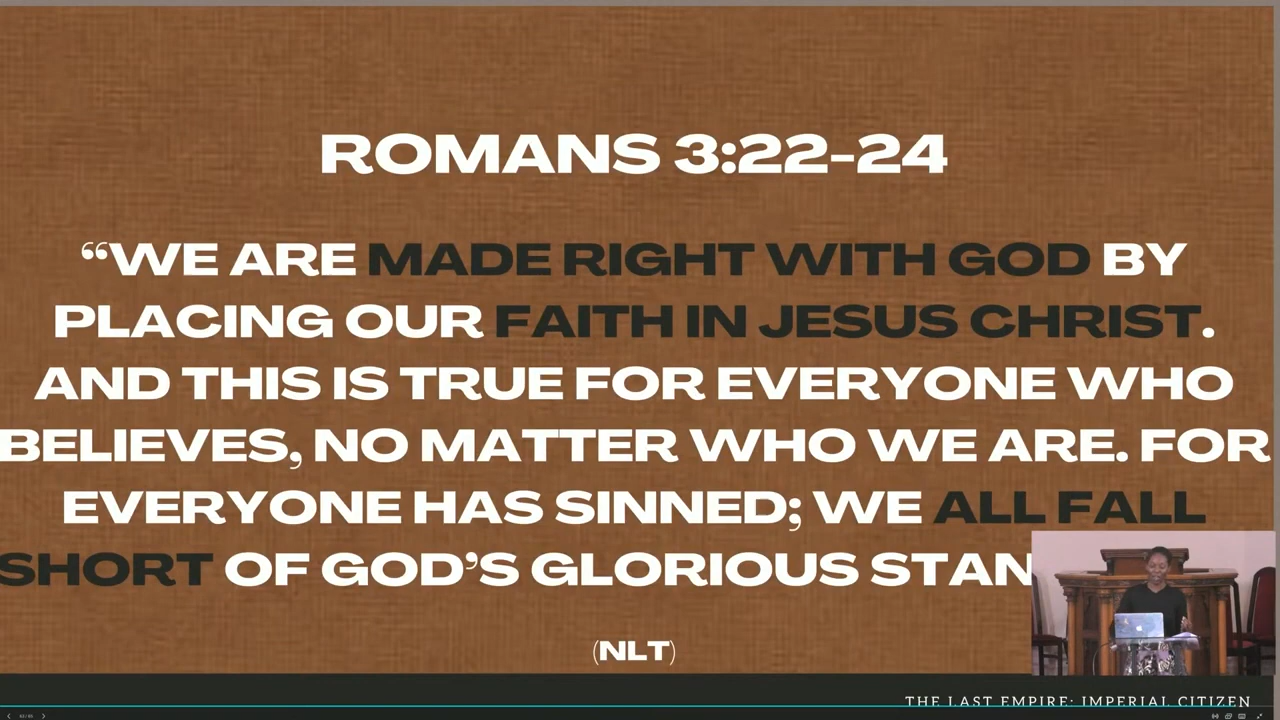 ROMANS 3:22-24
“WE ARE MADE RIGHT WITH GOD BY
PLACING OUR FAITH IN JESUS CHRIST.
AND THIS IS TRUE FOR EVERYONE WHO
BELIEVES, NO MATTER WHO WE ARE. FOR
EVERYONE HAS SINNED; WE ALL FALL
SHORT OF GOD’S GLORIOUS STAN
(NLT)
THE LAST EMPIRE: IMPERIAL CITIZEN